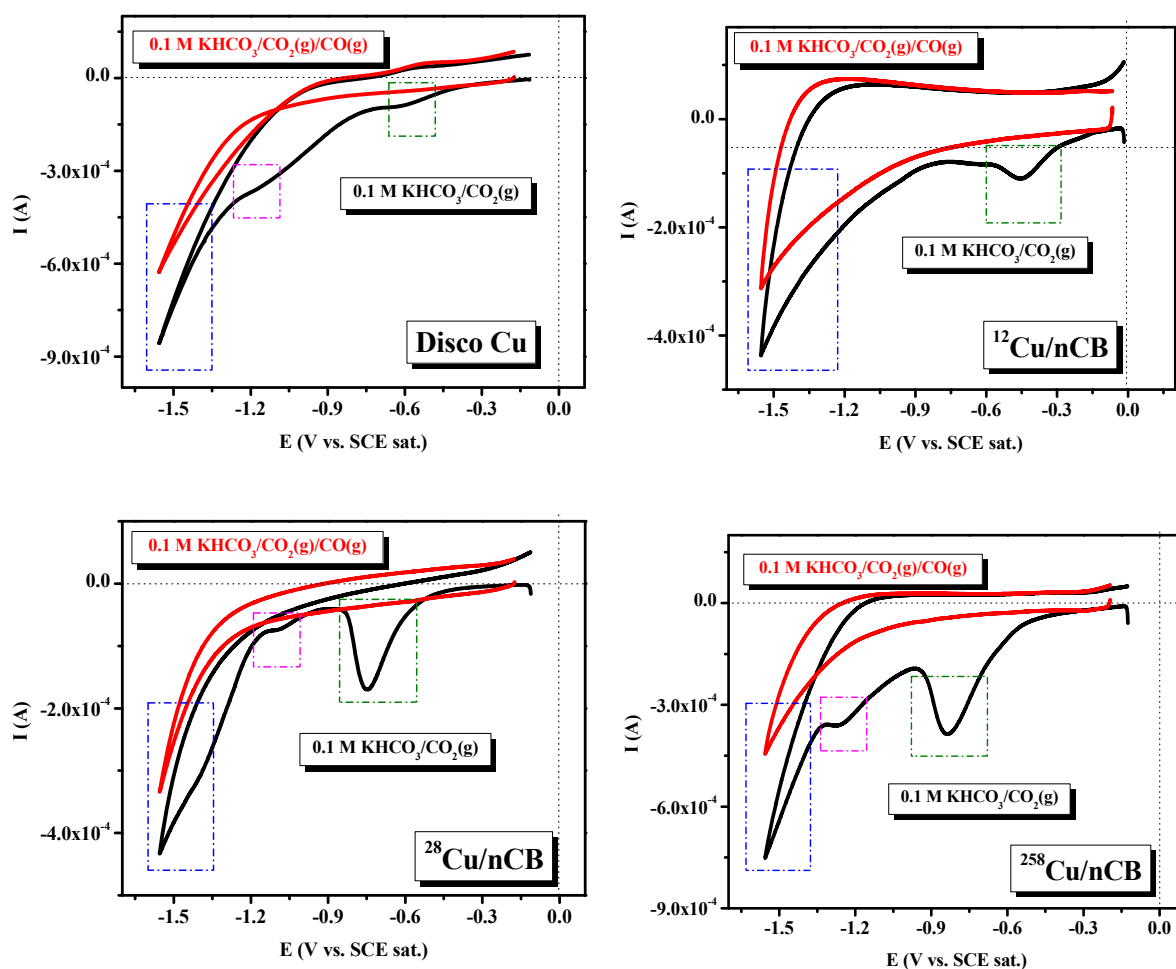 0.1 M KHCO₃/CO₂(g)/CO(g)
0.0
-3.0x10⁻⁴
-6.0x10⁻⁴
-9.0x10⁻⁴
I (A)
0.1 M KHCO₃/CO₂(g)
Disco Cu
-1.5 -1.2 -0.9 -0.6 -0.3 0.0
E (V vs. SCE sat.)
0.1 M KHCO₃/CO₂(g)/CO(g)
0.0
-2.0x10⁻⁴
-4.0x10⁻⁴
I (A)
0.1 M KHCO₃/CO₂(g)
¹²Cu/nCB
-1.5 -1.2 -0.9 -0.6 -0.3 0.0
E (V vs. SCE sat.)
0.1 M KHCO₃/CO₂(g)/CO(g)
0.0
-2.0x10⁻⁴
-4.0x10⁻⁴
I (A)
0.1 M KHCO₃/CO₂(g)
²⁸Cu/nCB
-1.5 -1.2 -0.9 -0.6 -0.3 0.0
E (V vs. SCE sat.)
0.1 M KHCO₃/CO₂(g)/CO(g)
0.0
-3.0x10⁻⁴
-6.0x10⁻⁴
-9.0x10⁻⁴
I (A)
0.1 M KHCO₃/CO₂(g)
²⁵⁸Cu/nCB
-1.5 -1.2 -0.9 -0.6 -0.3 0.0
E (V vs. SCE sat.)